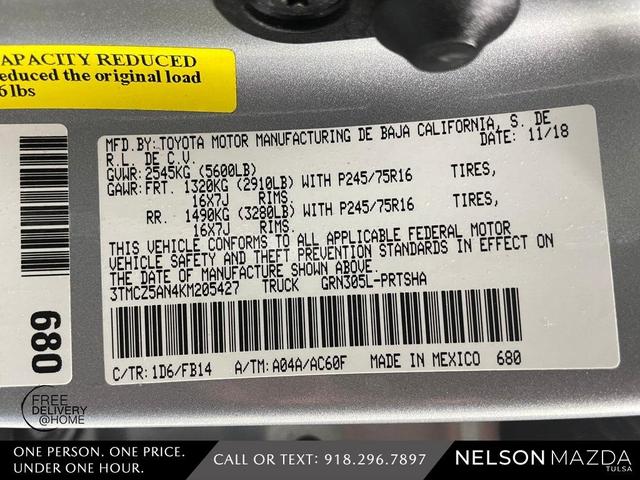 APACITY REDUCED
educed the original load
6 lbs
MFD.BY:TOYOTA MOTOR MANUFACTURING DE BAJA CALIFORNIA, S. DE
R.L. DE C.V. DATE: 11/18
GVWR:2545KG (5600LB)
GAWR:FRT. 1320KG (2910LB) WITH P245/75R16 TIRES,
16X7J RIMS.
RR. 1490KG (3280LB) WITH P245/75R16 TIRES,
16X7J RIMS.
THIS VEHICLE CONFORMS TO ALL APPLICABLE FEDERAL MOTOR
VEHICLE SAFETY AND THEFT PREVENTION STANDARDS IN EFFECT ON
THE DATE OF MANUFACTURE SHOWN ABOVE.
3TMCZ5AN4KM205427 TRUCK GRN305L-PRTSHA
C/TR:1D6/FB14 A/TM:A04A/AC60F MADE IN MEXICO 680
680
FREE
DELIVERY
@HOME
ONE PERSON. ONE PRICE.
UNDER ONE HOUR.
CALL OR TEXT: 918.296.7897
NELSON MAZDA
TULSA